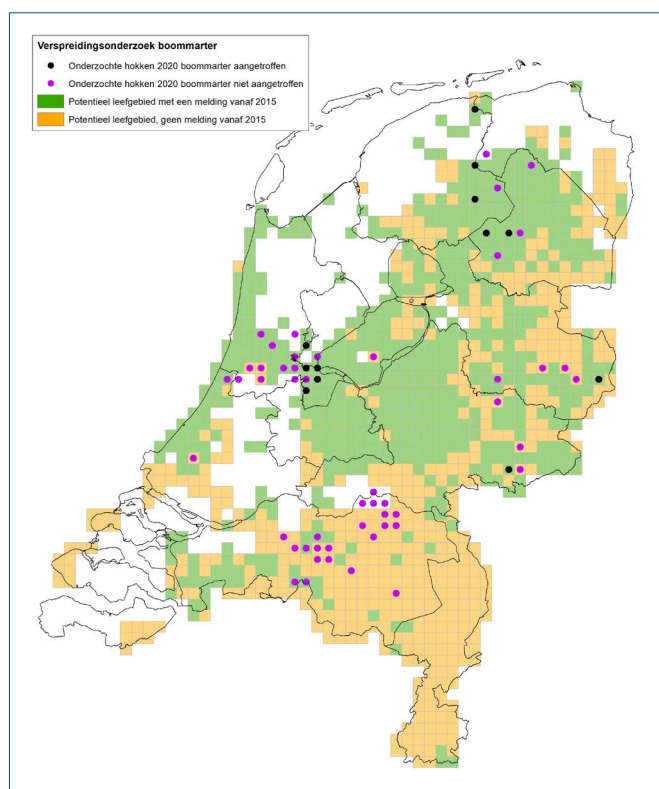 Verspreidingsonderzoek boommarter
Onderzochte hokken 2020 boommarter aangetroffen
Onderzochte hokken 2020 boommarter niet aangetroffen
Potentieel leefgebied met een melding vanaf 2015
Potentieel leefgebied, geen melding vanaf 2015